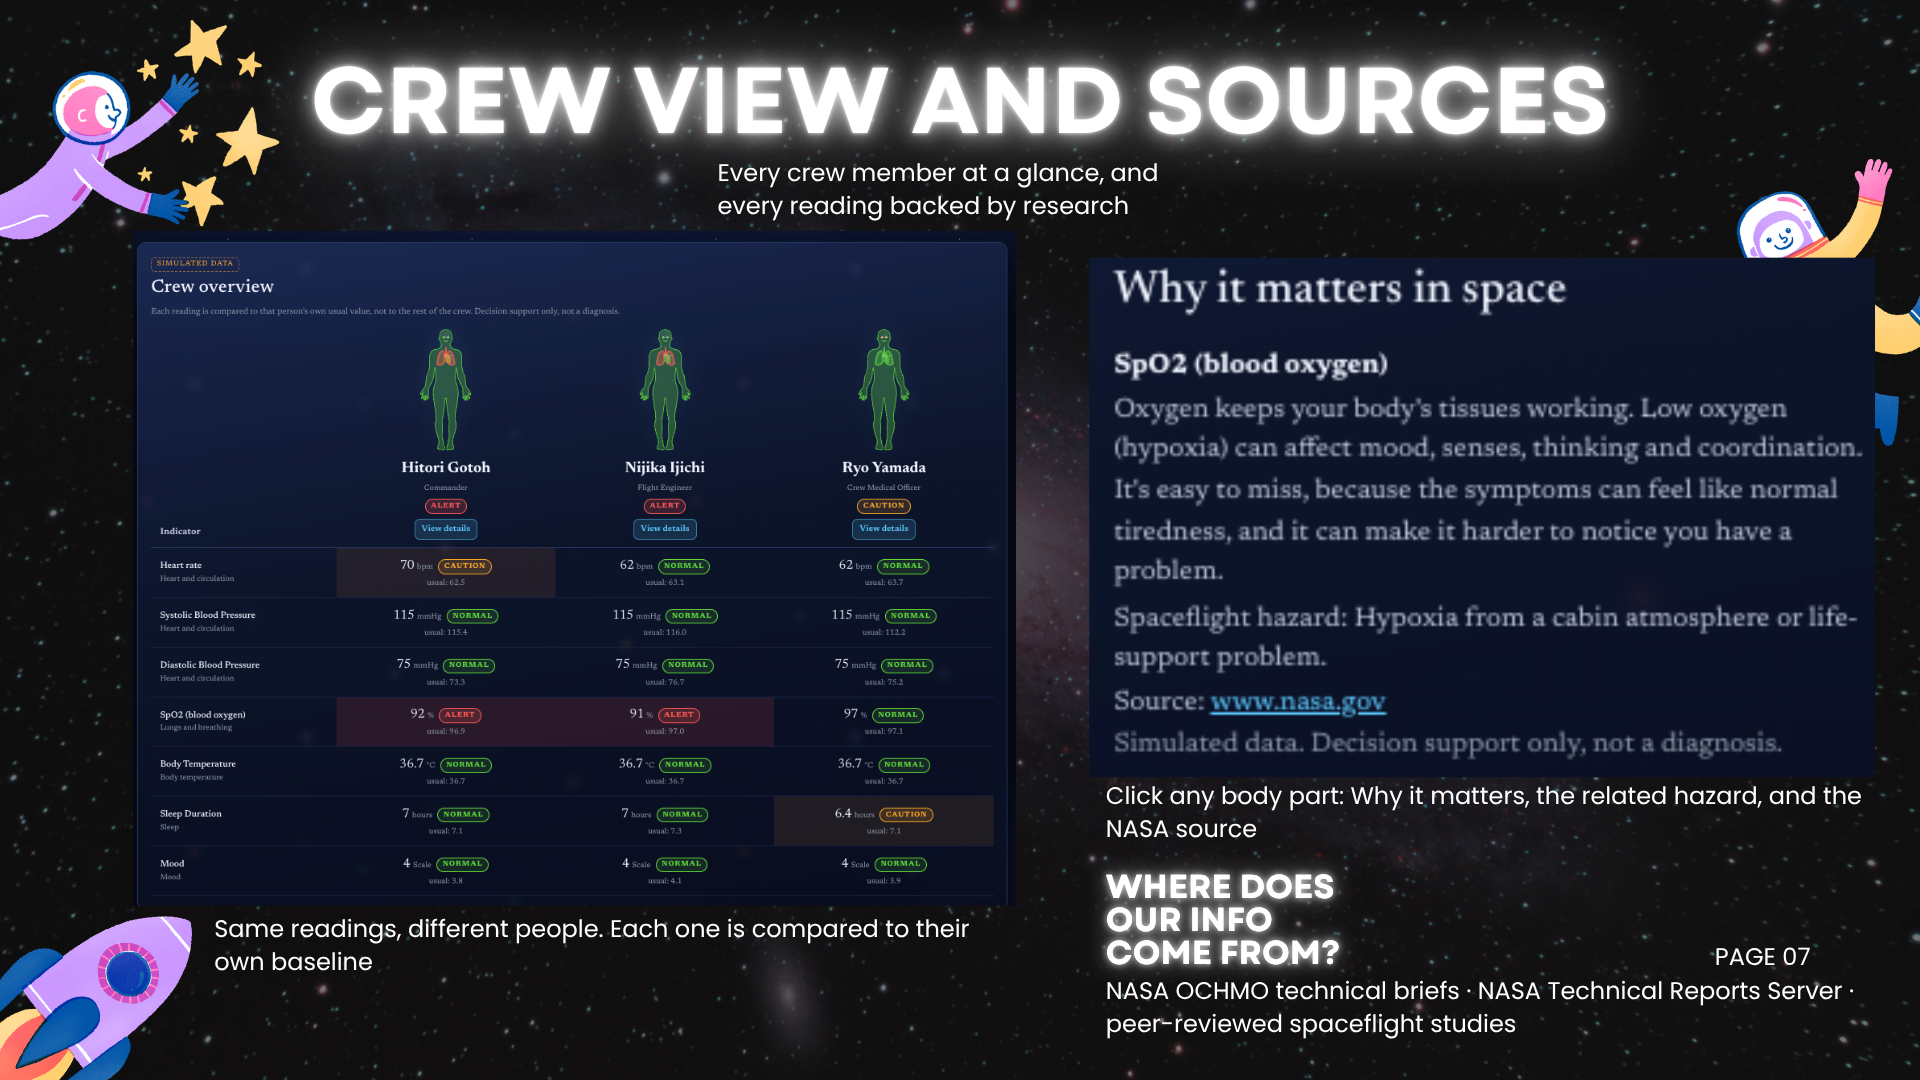 CREW VIEW AND SOURCES
Every crew member at a glance, and
every reading backed by research
SIMULATED DATA
Crew overview
Each reading is compared to that person's own usual value, not to the rest of the crew. Decision support only, not a diagnosis.
Hitori Gotoh Nijika Ijichi Ryo Yamada
Commander Flight Engineer Crew Medical Officer
ALERT ALERT CAUTION
Indicator View details View details View details
Heart rate 70 bpm CAUTION 62 bpm NORMAL 62 bpm NORMAL
Heart and circulation usual: 62.5 usual: 63.1 usual: 63.7
Systolic Blood Pressure 115 mmHg NORMAL 115 mmHg NORMAL 115 mmHg NORMAL
Heart and circulation usual: 115.4 usual: 116.0 usual: 112.2
Diastolic Blood Pressure 75 mmHg NORMAL 75 mmHg NORMAL 75 mmHg NORMAL
Heart and circulation usual: 73.3 usual: 76.7 usual: 75.2
SpO2 (blood oxygen) 92 % ALERT 91 % ALERT 97 % NORMAL
Lungs and breathing usual: 96.9 usual: 97.0 usual: 97.1
Body Temperature 36.7 °C NORMAL 36.7 °C NORMAL 36.7 °C NORMAL
Body temperature usual: 36.7 usual: 36.7 usual: 36.7
Sleep Duration 7 hours NORMAL 7 hours NORMAL 6.4 hours CAUTION
Sleep usual: 7.1 usual: 7.3 usual: 7.1
Mood 4 Scale NORMAL 4 Scale NORMAL 4 Scale NORMAL
Mood usual: 3.8 usual: 4.1 usual: 3.9
Same readings, different people. Each one is compared to their
own baseline
Why it matters in space
SpO2 (blood oxygen)
Oxygen keeps your body's tissues working. Low oxygen
(hypoxia) can affect mood, senses, thinking and coordination.
It's easy to miss, because the symptoms can feel like normal
tiredness, and it can make it harder to notice you have a
problem.
Spaceflight hazard: Hypoxia from a cabin atmosphere or life-
support problem.
Source: www.nasa.gov
Simulated data. Decision support only, not a diagnosis.
Click any body part: Why it matters, the related hazard, and the
NASA source
WHERE DOES
OUR INFO
COME FROM?
PAGE 07
NASA OCHMO technical briefs · NASA Technical Reports Server ·
peer-reviewed spaceflight studies